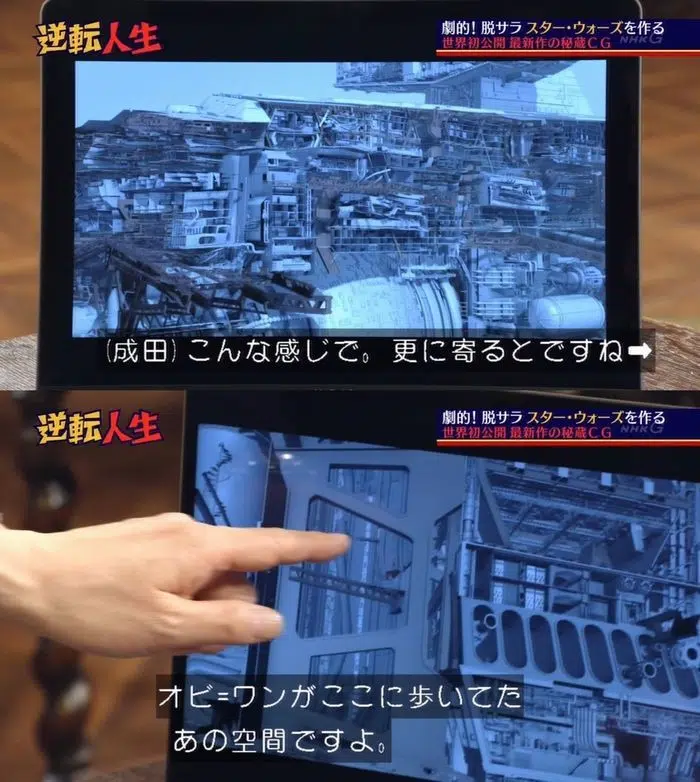 逆転人生
劇的! 脱サラ スター・ウォーズを作る
世界初公開 最新作の秘蔵CG
NHK G
(成田)こんな感じで。 更に寄るとですね➡
逆転人生
劇的! 脱サラ スター・ウォーズを作る
世界初公開 最新作の秘蔵CG
NHK G
オビ=ワンがここに歩いてた
あの空間ですよ。